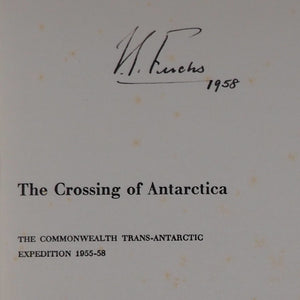 V. E. Fuchs
1958
The Crossing of Antarctica
THE COMMONWEALTH TRANS-ANTARCTIC
EXPEDITION 1955-58